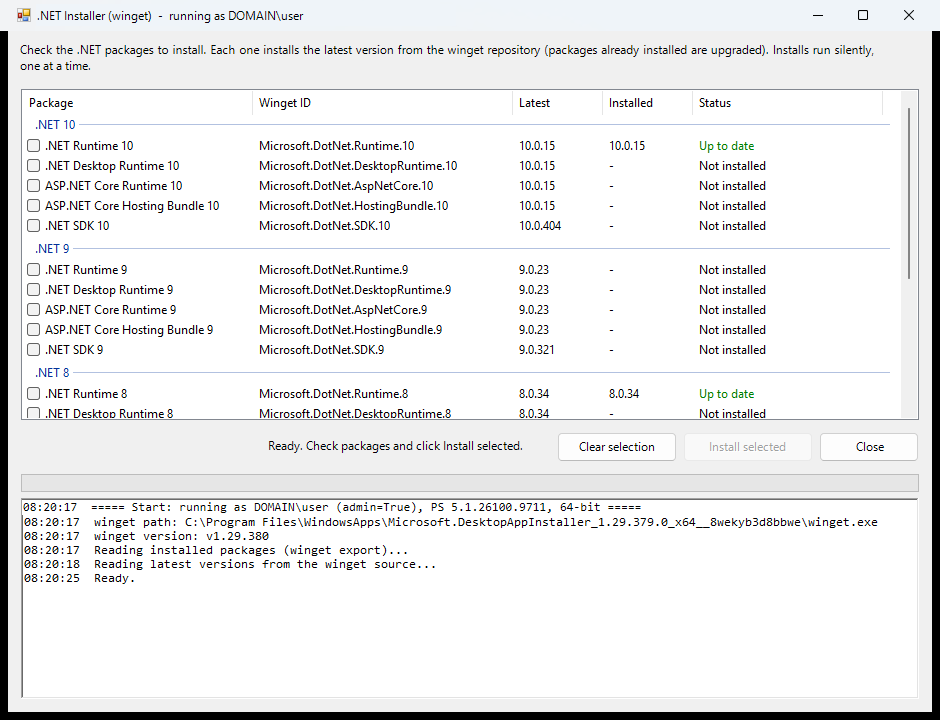 .NET Installer (winget)  -  running as DOMAIN\user
Check the .NET packages to install. Each one installs the latest version from the winget repository (packages already installed are upgraded). Installs run silently,
one at a time.
Package Winget ID Latest Installed Status
.NET 10
.NET Runtime 10 Microsoft.DotNet.Runtime.10 10.0.15 10.0.15 Up to date
.NET Desktop Runtime 10 Microsoft.DotNet.DesktopRuntime.10 10.0.15 - Not installed
ASP.NET Core Runtime 10 Microsoft.DotNet.AspNetCore.10 10.0.15 - Not installed
ASP.NET Core Hosting Bundle 10 Microsoft.DotNet.HostingBundle.10 10.0.15 - Not installed
.NET SDK 10 Microsoft.DotNet.SDK.10 10.0.404 - Not installed
.NET 9
.NET Runtime 9 Microsoft.DotNet.Runtime.9 9.0.23 - Not installed
.NET Desktop Runtime 9 Microsoft.DotNet.DesktopRuntime.9 9.0.23 - Not installed
ASP.NET Core Runtime 9 Microsoft.DotNet.AspNetCore.9 9.0.23 - Not installed
ASP.NET Core Hosting Bundle 9 Microsoft.DotNet.HostingBundle.9 9.0.23 - Not installed
.NET SDK 9 Microsoft.DotNet.SDK.9 9.0.321 - Not installed
.NET 8
.NET Runtime 8 Microsoft.DotNet.Runtime.8 8.0.34 8.0.34 Up to date
.NET Desktop Runtime 8 Microsoft.DotNet.DesktopRuntime.8 8.0.34 - Not installed
Ready. Check packages and click Install selected. Clear selection Install selected Close
08:20:17  ===== Start: running as DOMAIN\user (admin=True), PS 5.1.26100.9711, 64-bit =====
08:20:17  winget path: C:\Program Files\WindowsApps\Microsoft.DesktopAppInstaller_1.29.379.0_x64__8wekyb3d8bbwe\winget.exe
08:20:17  winget version: v1.29.380
08:20:17  Reading installed packages (winget export)...
08:20:18  Reading latest versions from the winget source...
08:20:25  Ready.